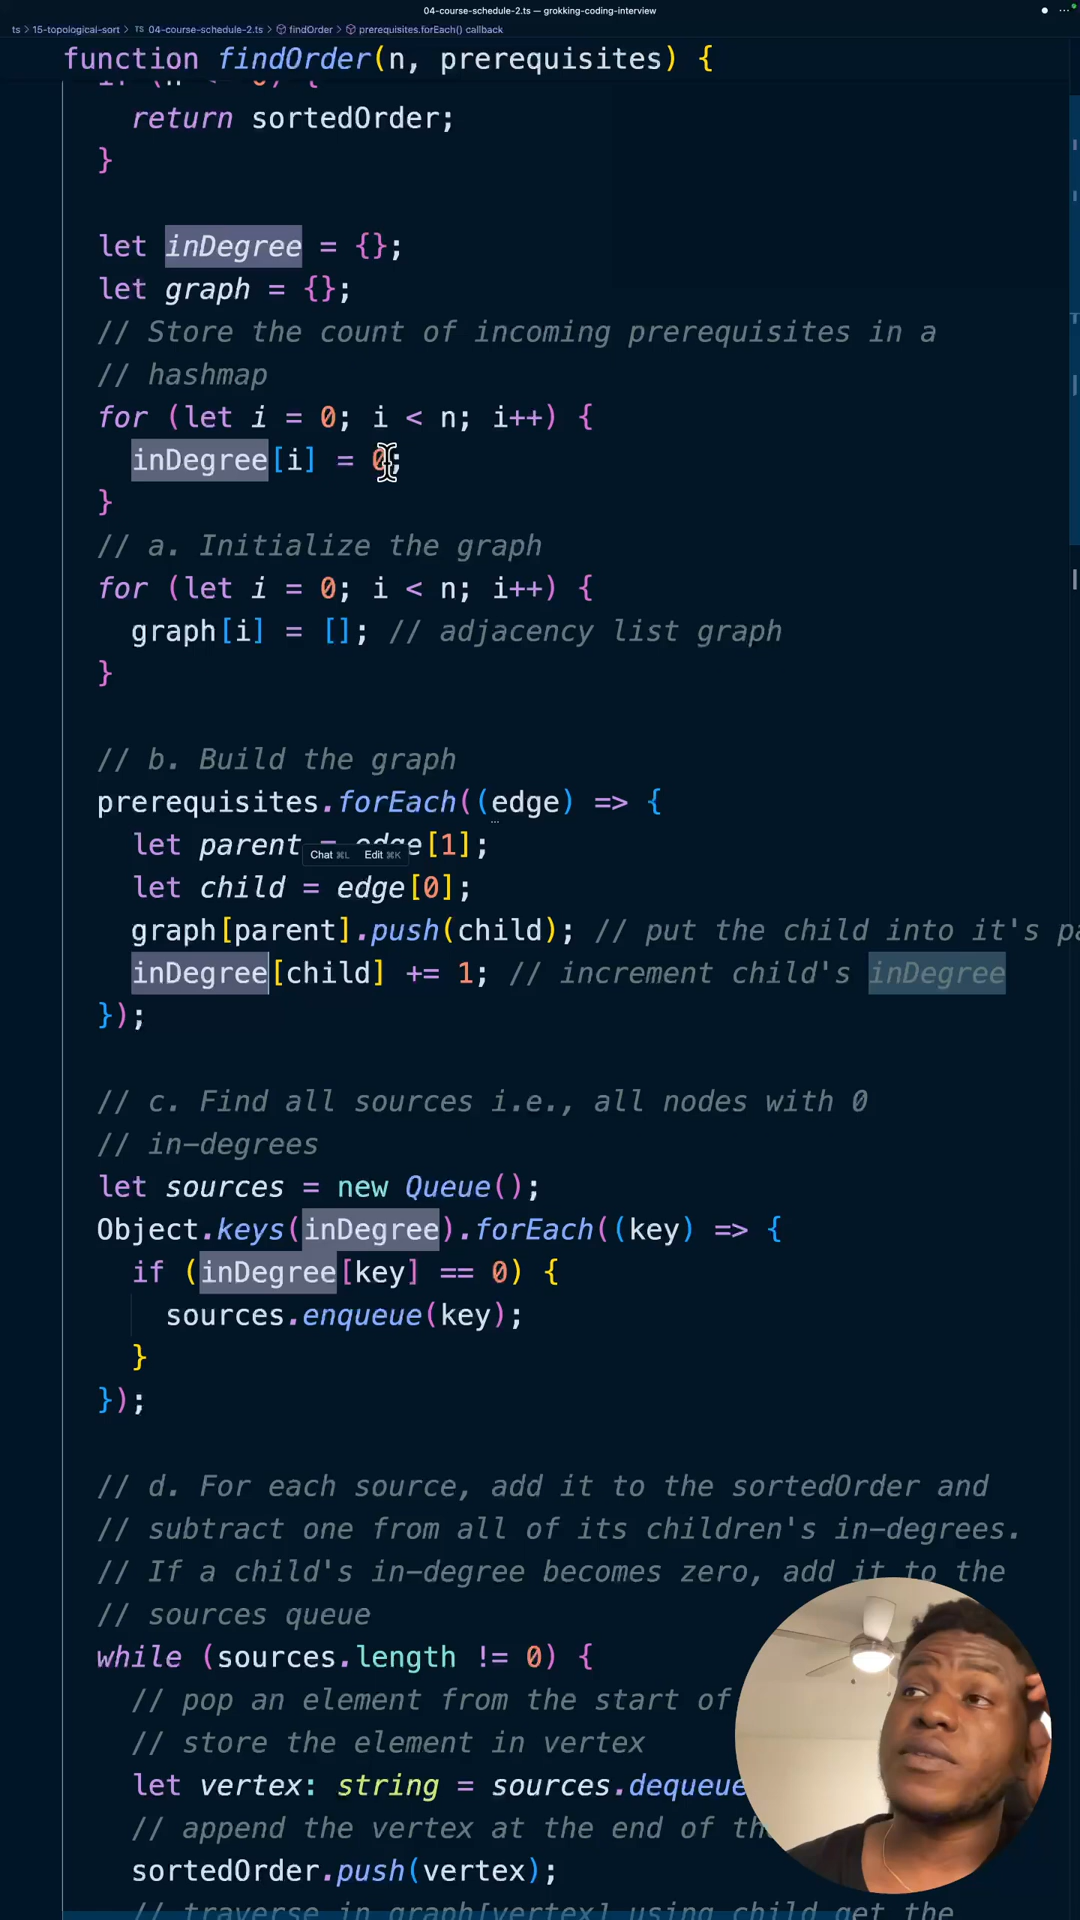 04-course-schedule-2.ts — grokking-coding-interview
ts › 15-topological-sort › TS 04-course-schedule-2.ts › findOrder › prerequisites.forEach() callback
function findOrder(n, prerequisites) {
return sortedOrder;
}
let inDegree = {};
let graph = {};
// Store the count of incoming prerequisites in a
// hashmap
for (let i = 0; i < n; i++) {
inDegree[i] = 0;
}
// a. Initialize the graph
for (let i = 0; i < n; i++) {
graph[i] = []; // adjacency list graph
}
// b. Build the graph
prerequisites.forEach((edge) => {
let parent = edge[1];
Chat ⌘L Edit ⌘K
let child = edge[0];
graph[parent].push(child); // put the child into it's pa
inDegree[child] += 1; // increment child's inDegree
});
// c. Find all sources i.e., all nodes with 0
// in-degrees
let sources = new Queue();
Object.keys(inDegree).forEach((key) => {
if (inDegree[key] == 0) {
sources.enqueue(key);
}
});
// d. For each source, add it to the sortedOrder and
// subtract one from all of its children's in-degrees.
// If a child's in-degree becomes zero, add it to the
// sources queue
while (sources.length != 0) {
// pop an element from the start of
// store the element in vertex
let vertex: string = sources.dequeue
// append the vertex at the end of th
sortedOrder.push(vertex);
// traverse in graph[vertex] using child get the